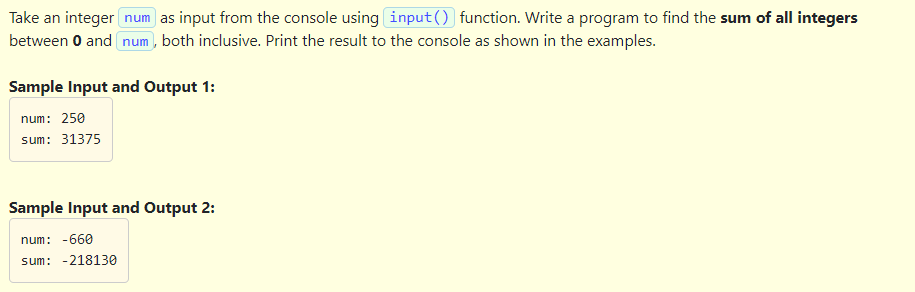 Take an integer num as input from the console using input() function. Write a program to find the sum of all integers
between 0 and num, both inclusive. Print the result to the console as shown in the examples.
Sample Input and Output 1:
num: 250
sum: 31375
Sample Input and Output 2:
num: -660
sum: -218130